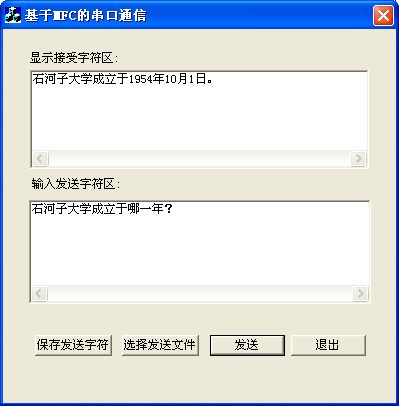 基于MFC的串口通信
显示接受字符区:
石河子大学成立于1954年10月1日。
输入发送字符区:
石河子大学成立于哪一年？
保存发送字符 选择发送文件 发送 退出